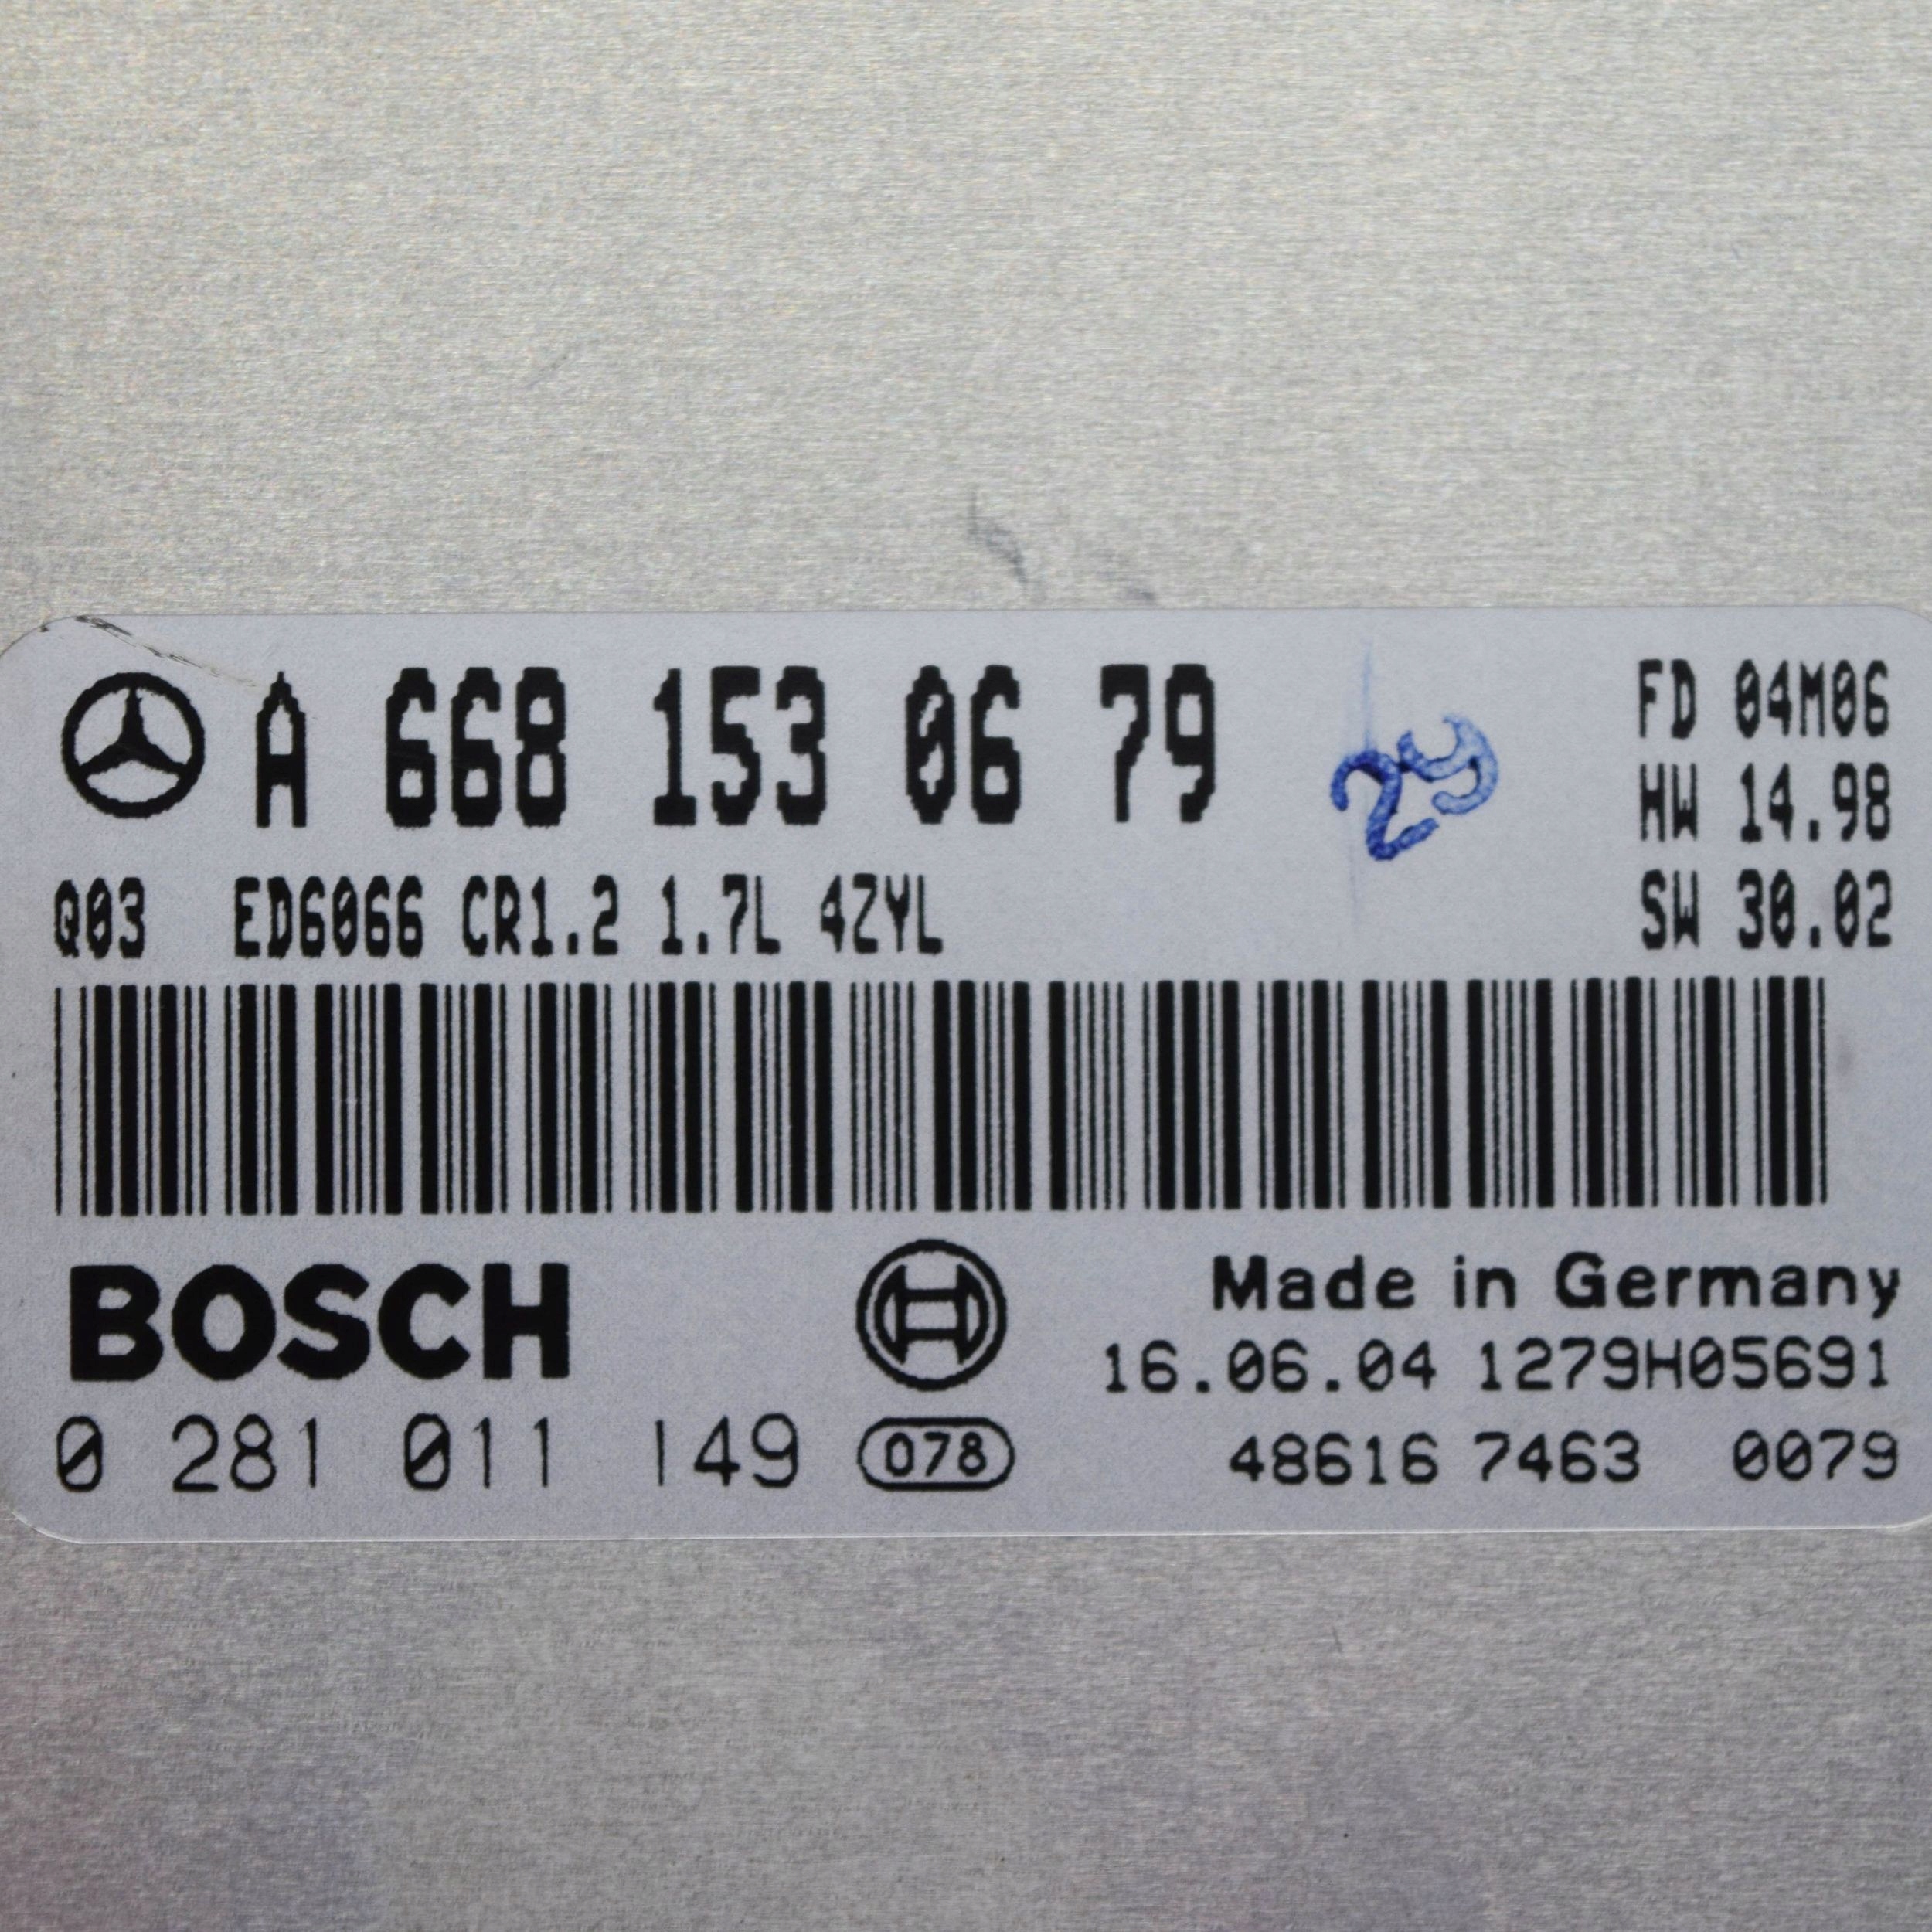 A 668 153 06 79
29
FD 04M06
HW 14.98
Q03 ED6066 CR1.2 1.7L 4ZYL
SW 30.02
BOSCH
Made in Germany
16.06.04 1279H05691
0 281 011 149
078
48616 7463 0079